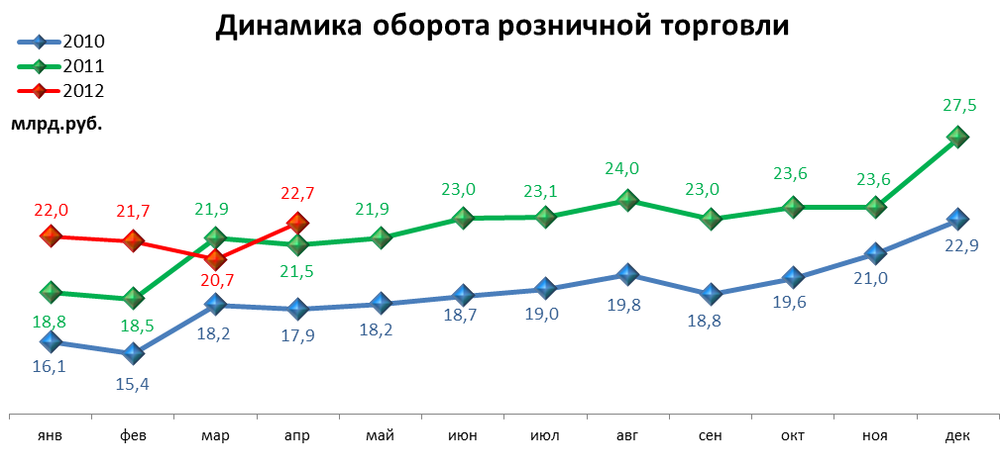 Динамика оборота розничной торговли
2010
2011
2012
млрд.руб.
27,5
24,0
23,0 23,1 23,0 23,6 23,6
22,0 21,7 21,9 22,7 21,9
20,7 21,5
18,8 18,5
22,9
21,0
18,2 17,9 18,2 18,7 19,0 19,8 18,8 19,6
16,1 15,4
янв фев мар апр май июн июл авг сен окт ноя дек